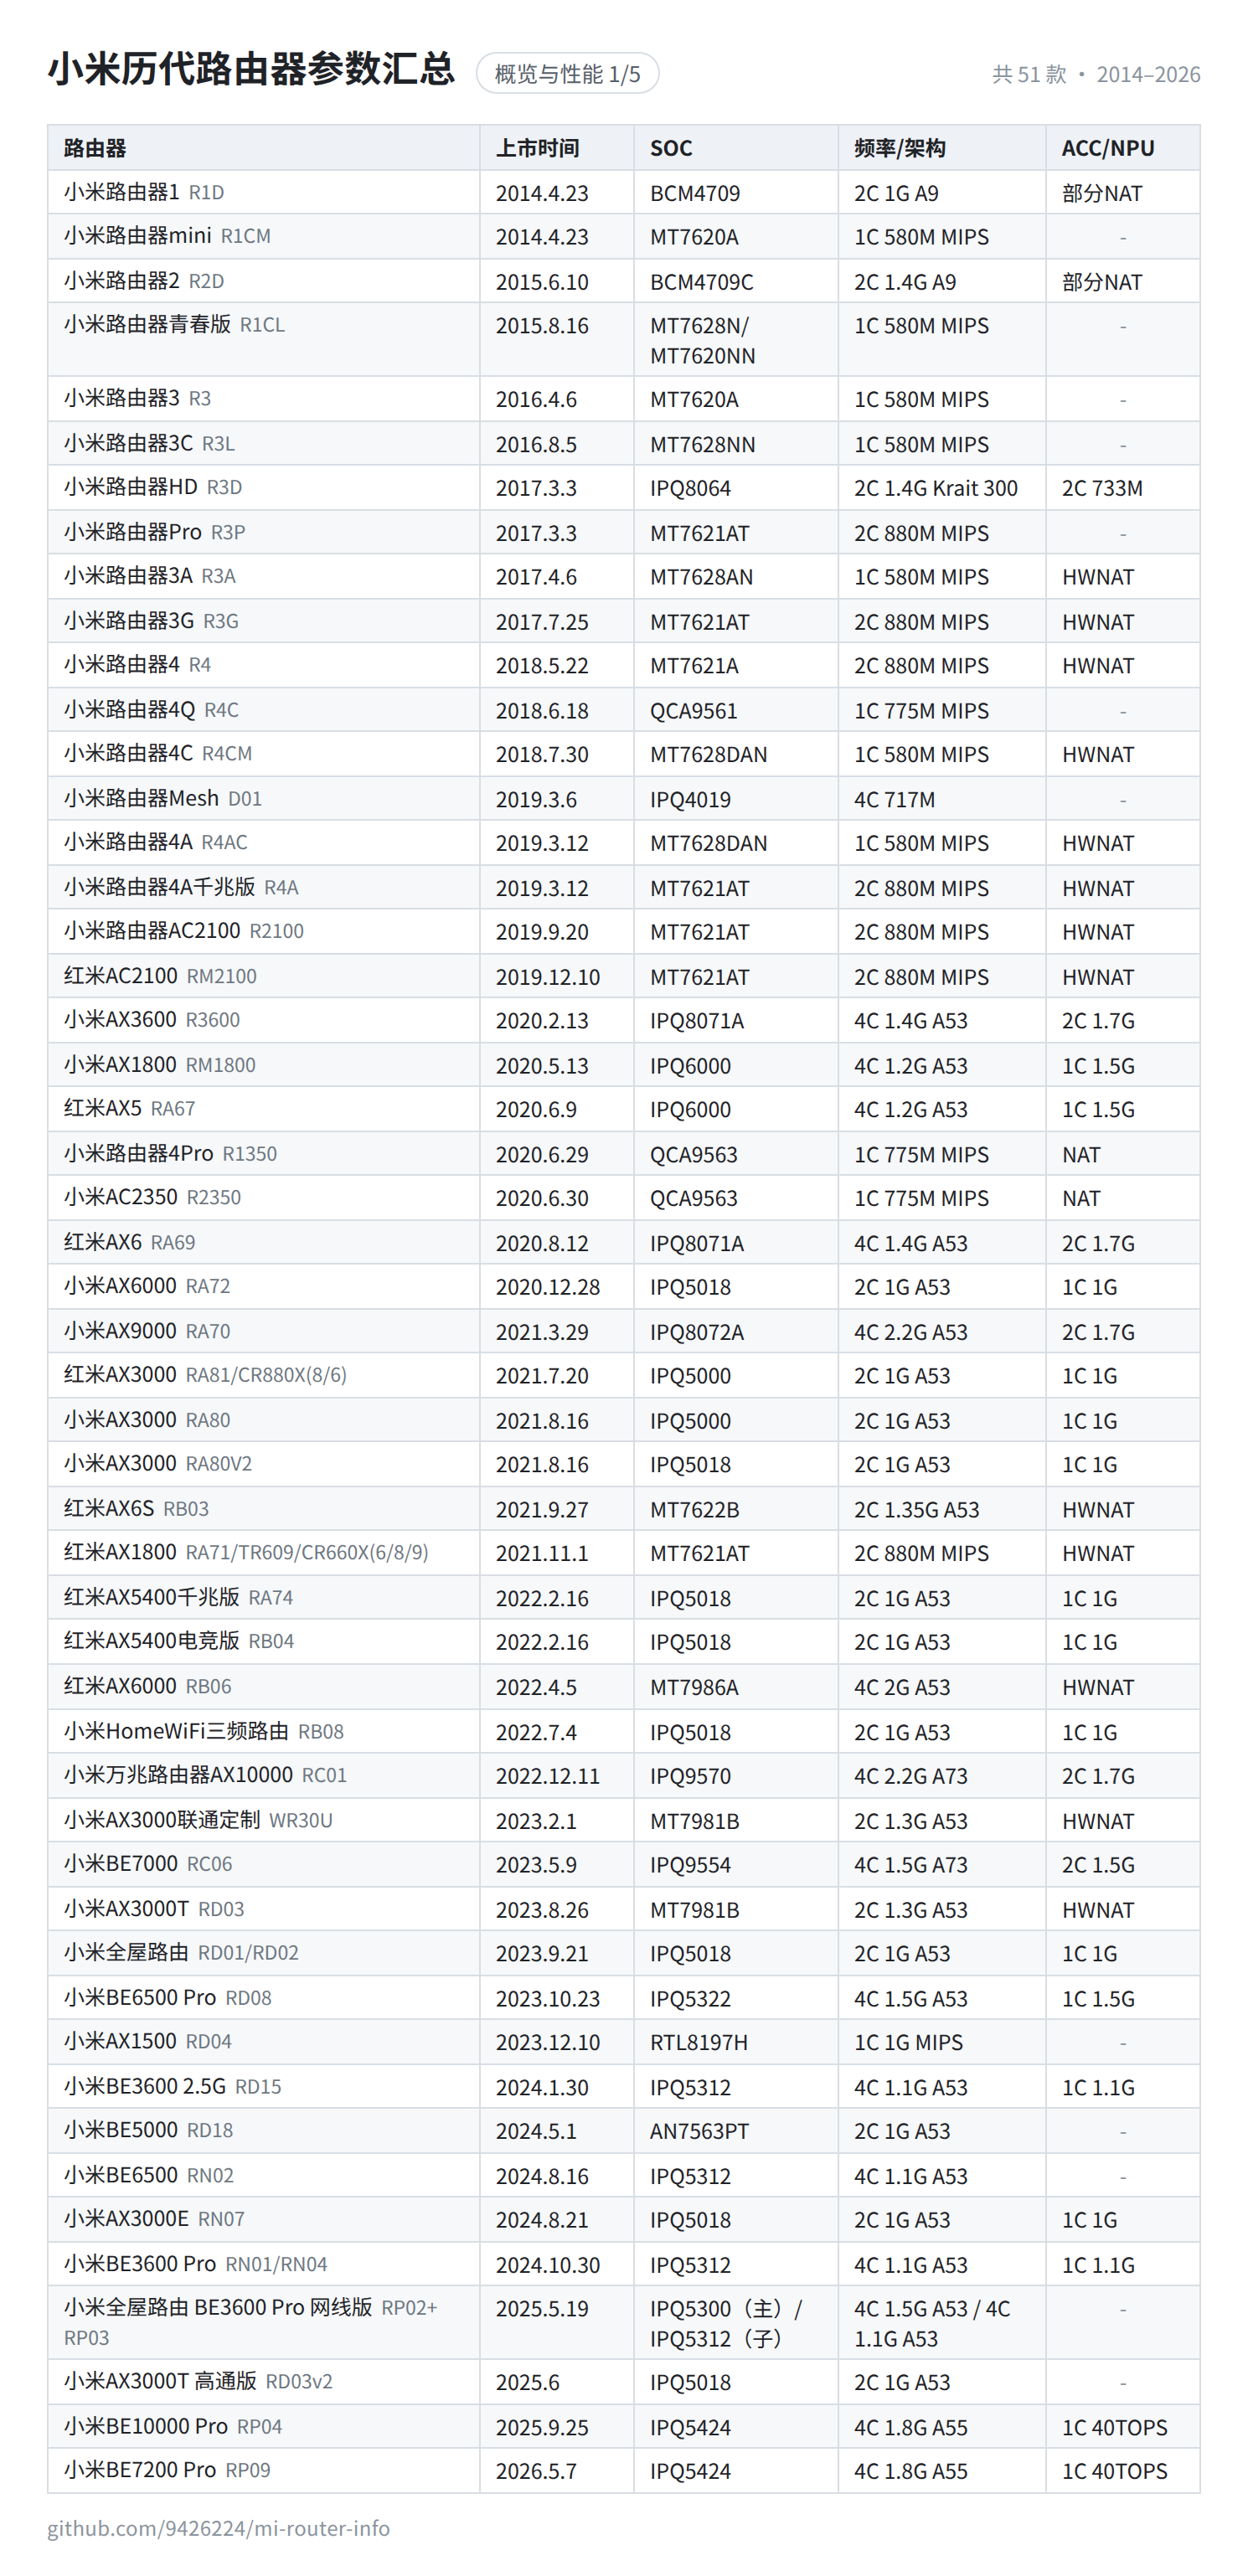 小米历代路由器参数汇总 概览与性能 1/5 共 51 款 • 2014–2026
路由器 上市时间 SOC 频率/架构 ACC/NPU
小米路由器1 R1D 2014.4.23 BCM4709 2C 1G A9 部分NAT
小米路由器mini R1CM 2014.4.23 MT7620A 1C 580M MIPS -
小米路由器2 R2D 2015.6.10 BCM4709C 2C 1.4G A9 部分NAT
小米路由器青春版 R1CL 2015.8.16 MT7628N/ 1C 580M MIPS -
MT7620NN
小米路由器3 R3 2016.4.6 MT7620A 1C 580M MIPS -
小米路由器3C R3L 2016.8.5 MT7628NN 1C 580M MIPS -
小米路由器HD R3D 2017.3.3 IPQ8064 2C 1.4G Krait 300 2C 733M
小米路由器Pro R3P 2017.3.3 MT7621AT 2C 880M MIPS -
小米路由器3A R3A 2017.4.6 MT7628AN 1C 580M MIPS HWNAT
小米路由器3G R3G 2017.7.25 MT7621AT 2C 880M MIPS HWNAT
小米路由器4 R4 2018.5.22 MT7621A 2C 880M MIPS HWNAT
小米路由器4Q R4C 2018.6.18 QCA9561 1C 775M MIPS -
小米路由器4C R4CM 2018.7.30 MT7628DAN 1C 580M MIPS HWNAT
小米路由器Mesh D01 2019.3.6 IPQ4019 4C 717M -
小米路由器4A R4AC 2019.3.12 MT7628DAN 1C 580M MIPS HWNAT
小米路由器4A千兆版 R4A 2019.3.12 MT7621AT 2C 880M MIPS HWNAT
小米路由器AC2100 R2100 2019.9.20 MT7621AT 2C 880M MIPS HWNAT
红米AC2100 RM2100 2019.12.10 MT7621AT 2C 880M MIPS HWNAT
小米AX3600 R3600 2020.2.13 IPQ8071A 4C 1.4G A53 2C 1.7G
小米AX1800 RM1800 2020.5.13 IPQ6000 4C 1.2G A53 1C 1.5G
红米AX5 RA67 2020.6.9 IPQ6000 4C 1.2G A53 1C 1.5G
小米路由器4Pro R1350 2020.6.29 QCA9563 1C 775M MIPS NAT
小米AC2350 R2350 2020.6.30 QCA9563 1C 775M MIPS NAT
红米AX6 RA69 2020.8.12 IPQ8071A 4C 1.4G A53 2C 1.7G
小米AX6000 RA72 2020.12.28 IPQ5018 2C 1G A53 1C 1G
小米AX9000 RA70 2021.3.29 IPQ8072A 4C 2.2G A53 2C 1.7G
红米AX3000 RA81/CR880X(8/6) 2021.7.20 IPQ5000 2C 1G A53 1C 1G
小米AX3000 RA80 2021.8.16 IPQ5000 2C 1G A53 1C 1G
小米AX3000 RA80V2 2021.8.16 IPQ5018 2C 1G A53 1C 1G
红米AX6S RB03 2021.9.27 MT7622B 2C 1.35G A53 HWNAT
红米AX1800 RA71/TR609/CR660X(6/8/9) 2021.11.1 MT7621AT 2C 880M MIPS HWNAT
红米AX5400千兆版 RA74 2022.2.16 IPQ5018 2C 1G A53 1C 1G
红米AX5400电竞版 RB04 2022.2.16 IPQ5018 2C 1G A53 1C 1G
红米AX6000 RB06 2022.4.5 MT7986A 4C 2G A53 HWNAT
小米HomeWiFi三频路由 RB08 2022.7.4 IPQ5018 2C 1G A53 1C 1G
小米万兆路由器AX10000 RC01 2022.12.11 IPQ9570 4C 2.2G A73 2C 1.7G
小米AX3000联通定制 WR30U 2023.2.1 MT7981B 2C 1.3G A53 HWNAT
小米BE7000 RC06 2023.5.9 IPQ9554 4C 1.5G A73 2C 1.5G
小米AX3000T RD03 2023.8.26 MT7981B 2C 1.3G A53 HWNAT
小米全屋路由 RD01/RD02 2023.9.21 IPQ5018 2C 1G A53 1C 1G
小米BE6500 Pro RD08 2023.10.23 IPQ5322 4C 1.5G A53 1C 1.5G
小米AX1500 RD04 2023.12.10 RTL8197H 1C 1G MIPS -
小米BE3600 2.5G RD15 2024.1.30 IPQ5312 4C 1.1G A53 1C 1.1G
小米BE5000 RD18 2024.5.1 AN7563PT 2C 1G A53 -
小米BE6500 RN02 2024.8.16 IPQ5312 4C 1.1G A53 -
小米AX3000E RN07 2024.8.21 IPQ5018 2C 1G A53 1C 1G
小米BE3600 Pro RN01/RN04 2024.10.30 IPQ5312 4C 1.1G A53 1C 1.1G
小米全屋路由 BE3600 Pro 网线版 RP02+ 2025.5.19 IPQ5300（主）/ 4C 1.5G A53 / 4C -
RP03 IPQ5312（子） 1.1G A53
小米AX3000T 高通版 RD03v2 2025.6 IPQ5018 2C 1G A53 -
小米BE10000 Pro RP04 2025.9.25 IPQ5424 4C 1.8G A55 1C 40TOPS
小米BE7200 Pro RP09 2026.5.7 IPQ5424 4C 1.8G A55 1C 40TOPS
github.com/9426224/mi-router-info